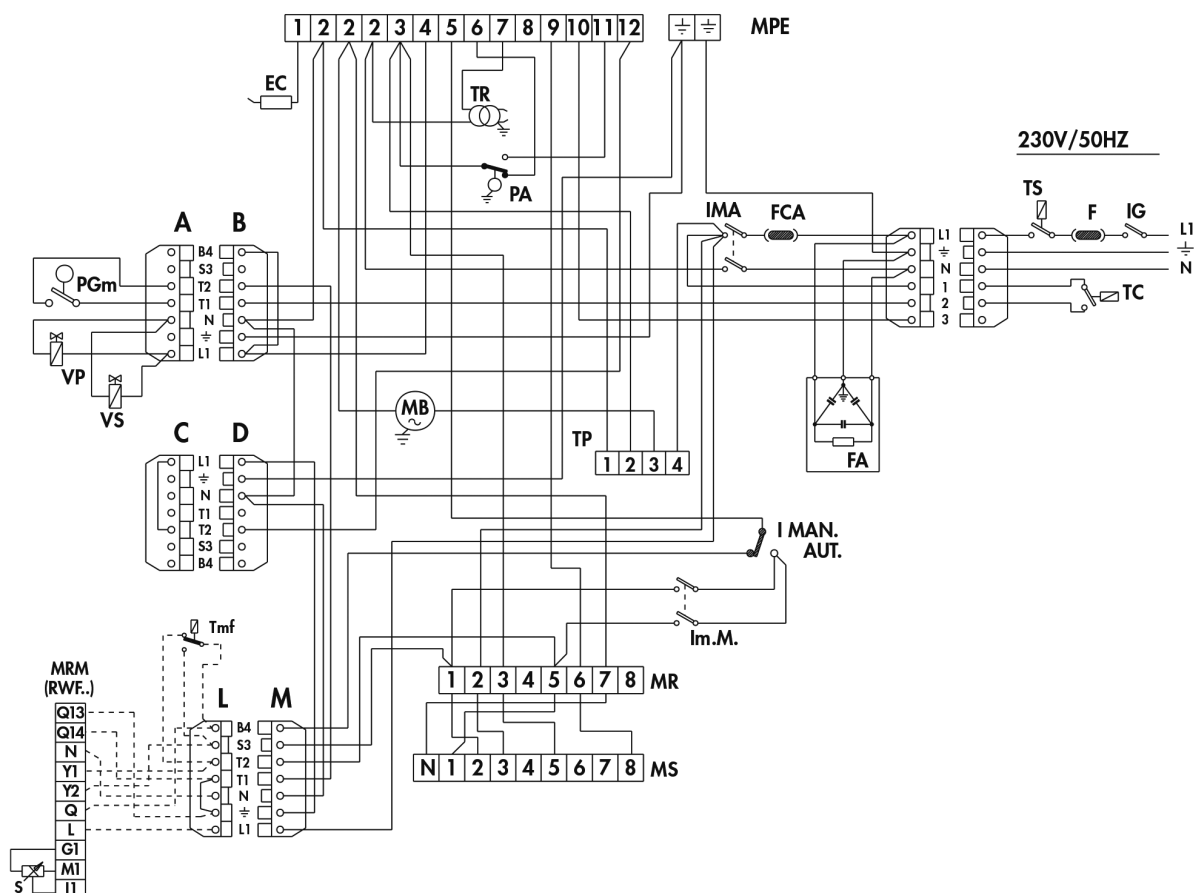 1 2 2 2 3 4 5 6 7 8 9 10 11 12
MPE
EC
TR
230V/50HZ
PA
TS
F
IG
IMA
FCA
L1
N
TC
A B
B4
S3
T2
T1
N
L1
PGm
VP
VS
L1
N
1
2
3
MB
TP
1 2 3 4
FA
C D
L1
N
T1
T2
S3
B4
I MAN.
AUT.
Im.M.
Tmf
MRM
(RWF..)
Q13
Q14
N
Y1
Y2
Q
L
G1
M1
I1
S
L M
B4
S3
T2
T1
N
L1
1 2 3 4 5 6 7 8 MR
N 1 2 3 4 5 6 7 8 MS